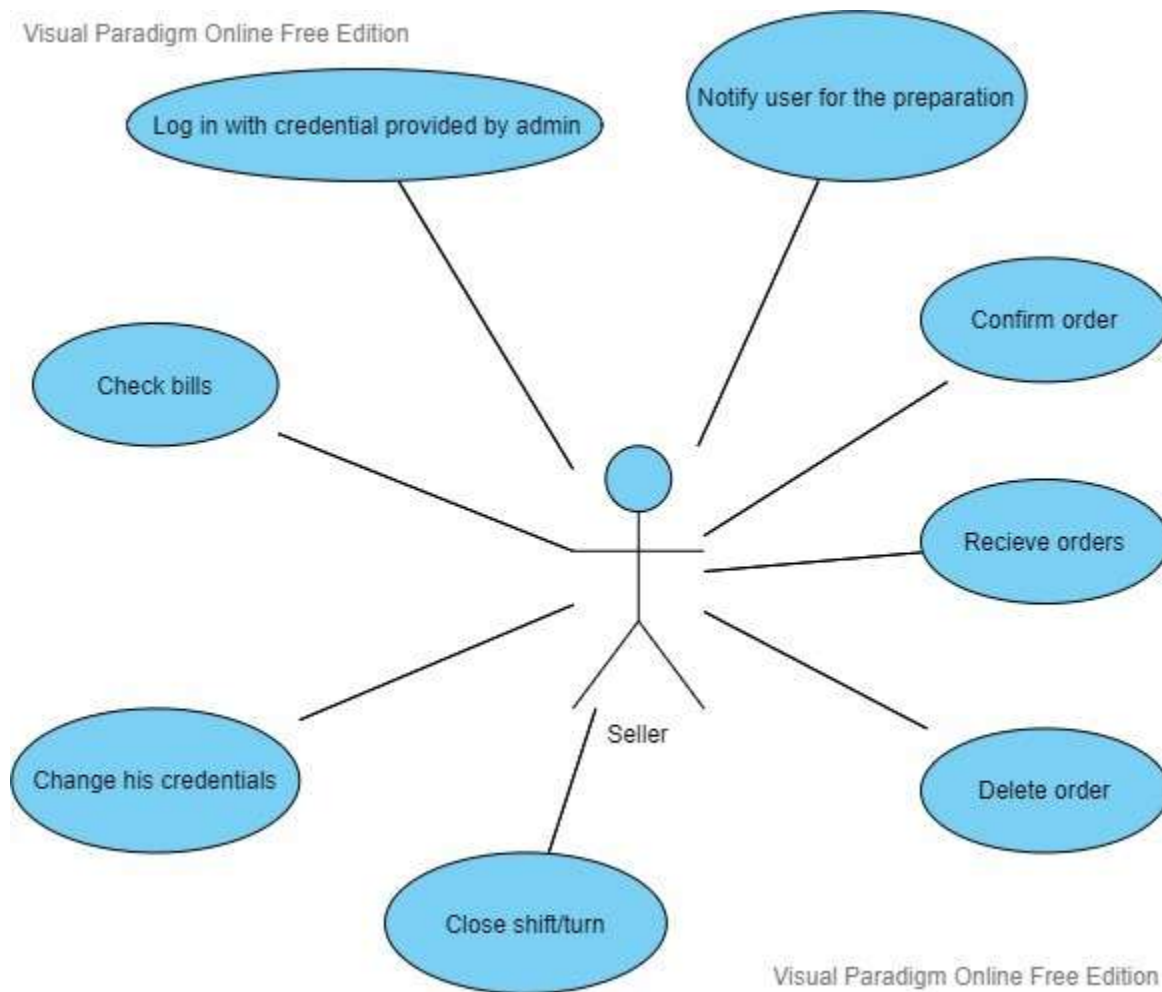 Visual Paradigm Online Free Edition
Notify user for the preparation
Log in with credential provided by admin
Confirm order
Check bills
Recieve orders
Seller
Change his credentials
Delete order
Close shift/turn
Visual Paradigm Online Free Edition